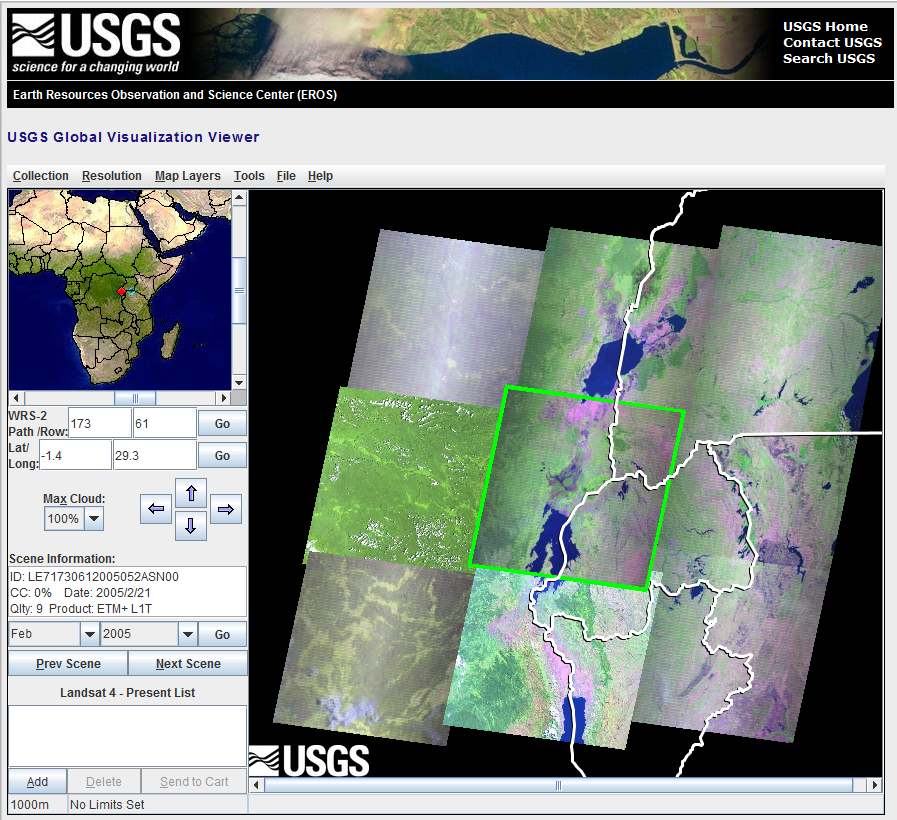 USGS
science for a changing world
USGS Home
Contact USGS
Search USGS
Earth Resources Observation and Science Center (EROS)
USGS Global Visualization Viewer
Collection Resolution Map Layers Tools File Help
WRS-2
Path /Row: 173 61 Go
Lat/
Long: -1.4 29.3 Go
Max Cloud:
100%
Scene Information:
ID: LE71730612005052ASN00
CC: 0% Date: 2005/2/21
Qlty: 9 Product: ETM+ L1T
Feb 2005 Go
Prev Scene Next Scene
Landsat 4 - Present List
USGS
Add Delete Send to Cart
1000m No Limits Set